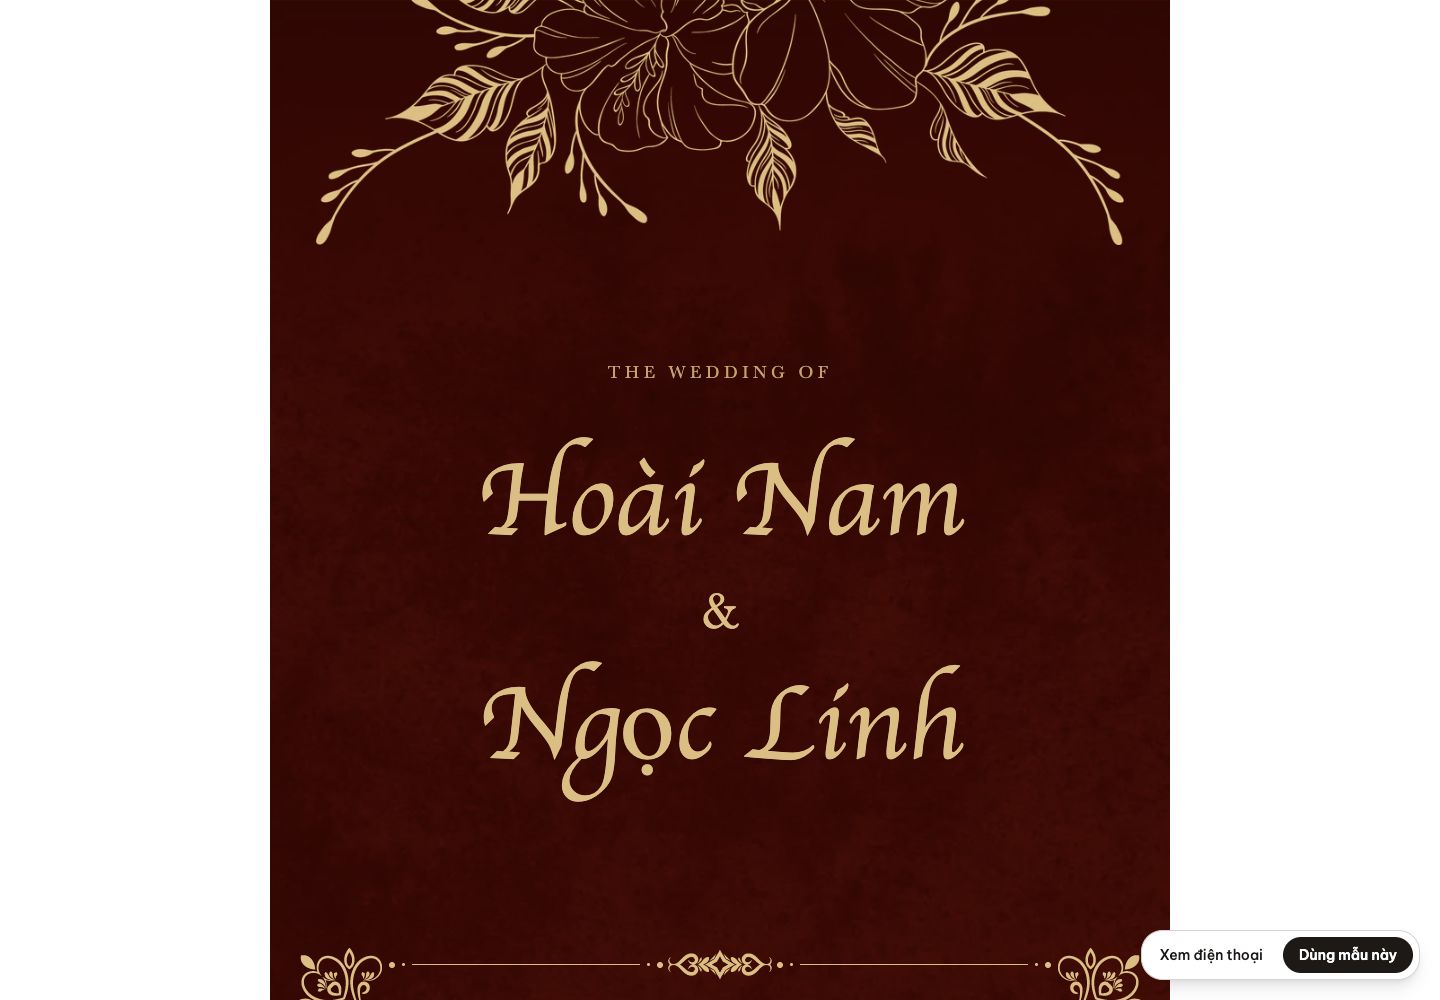 THE WEDDING OF
Hoài Nam
&
Ngọc Linh
Xem điện thoại
Dùng mẫu này